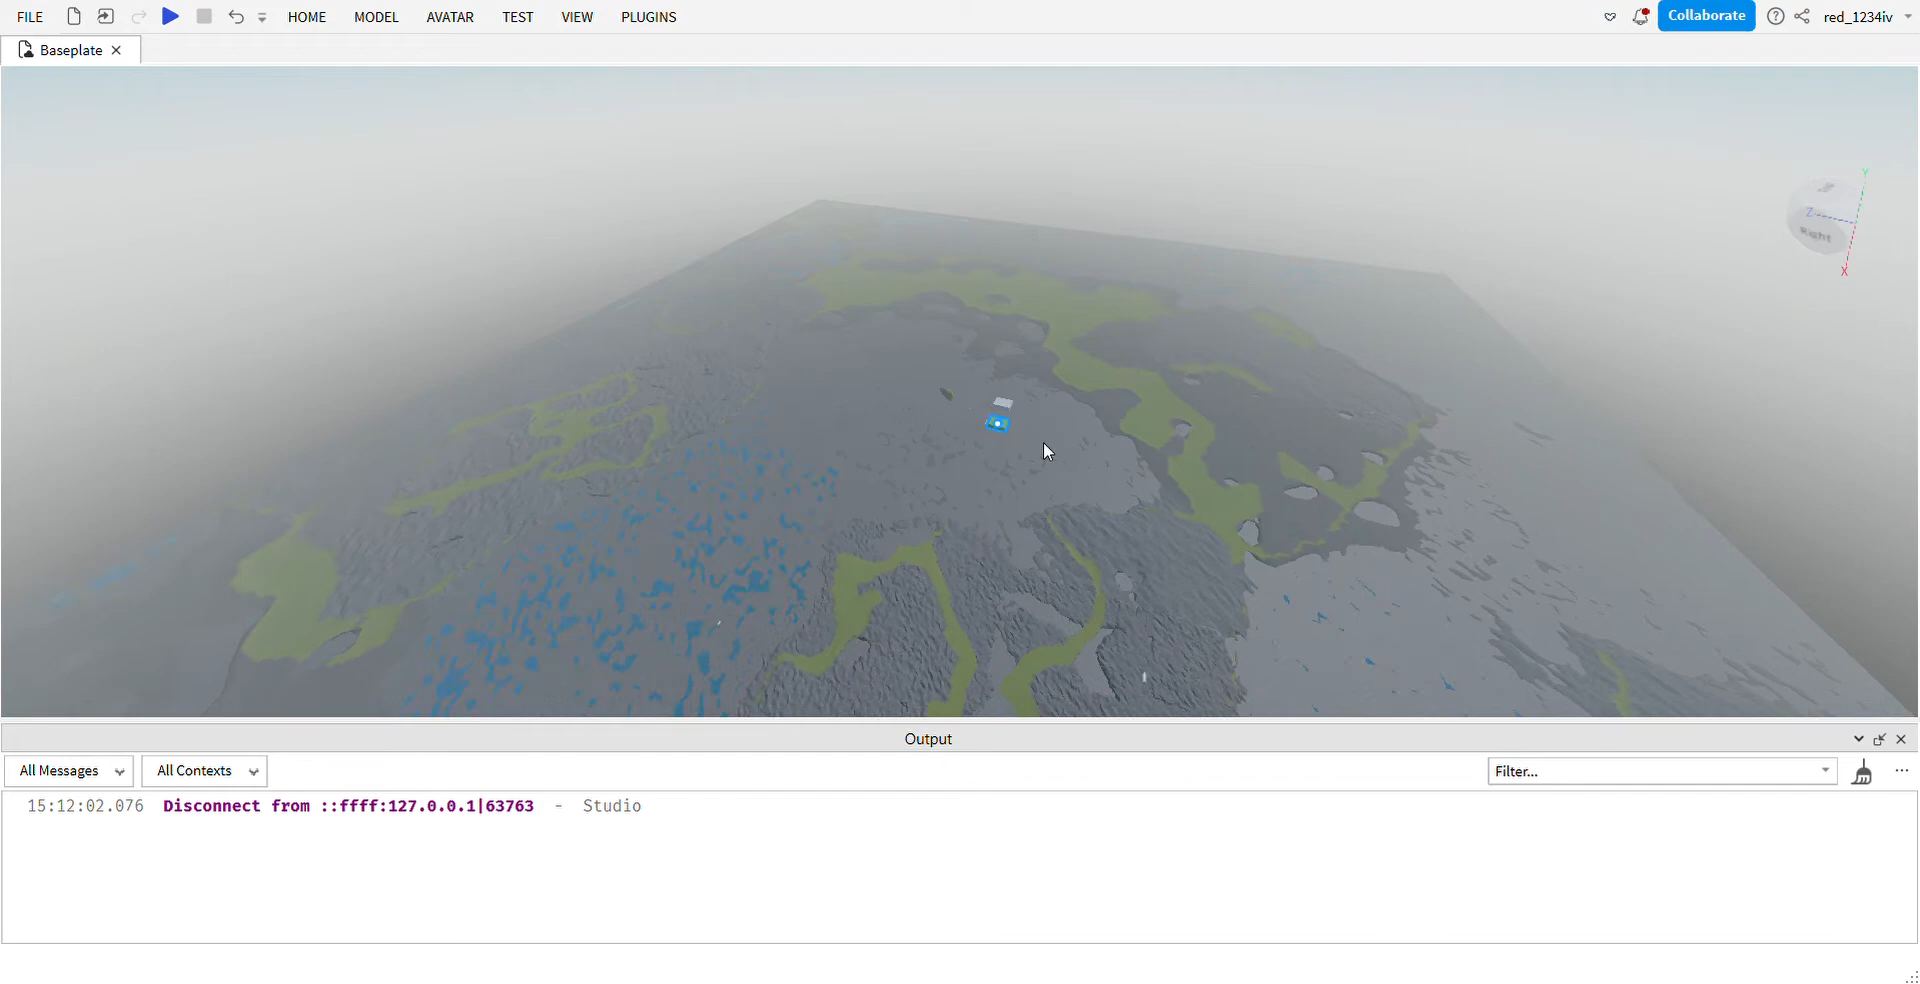 FILE HOME MODEL AVATAR TEST VIEW PLUGINS Collaborate red_1234iv
Baseplate
Y
Z
Right
X
Output
All Messages All Contexts Filter...
15:12:02.076 Disconnect from ::ffff:127.0.0.1|63763 - Studio